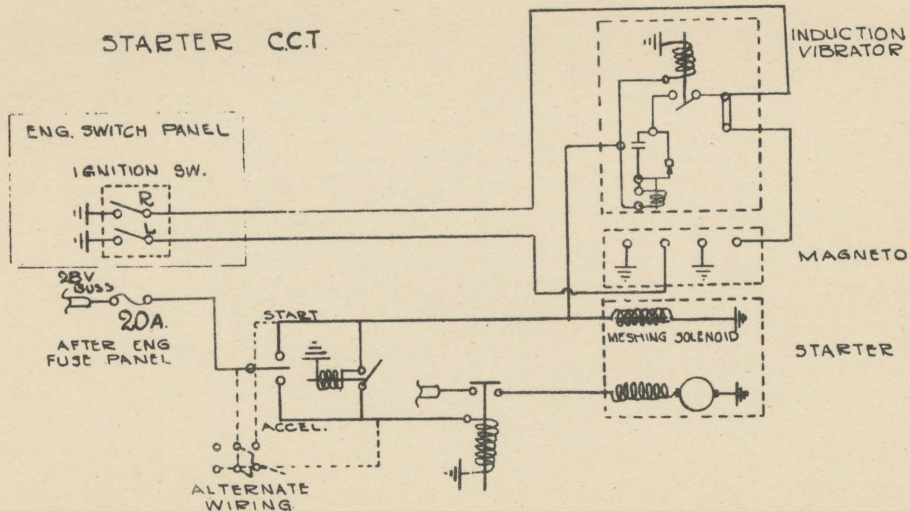 STARTER C.C.T.
INDUCTION
VIBRATOR
ENG. SWITCH PANEL
IGNITION SW.
R
L
MAGNETO
28V
BUSS
20A.
AFTER ENG
FUSE PANEL
START
MESHING SOLENOID
STARTER
ACCEL.
ALTERNATE
WIRING